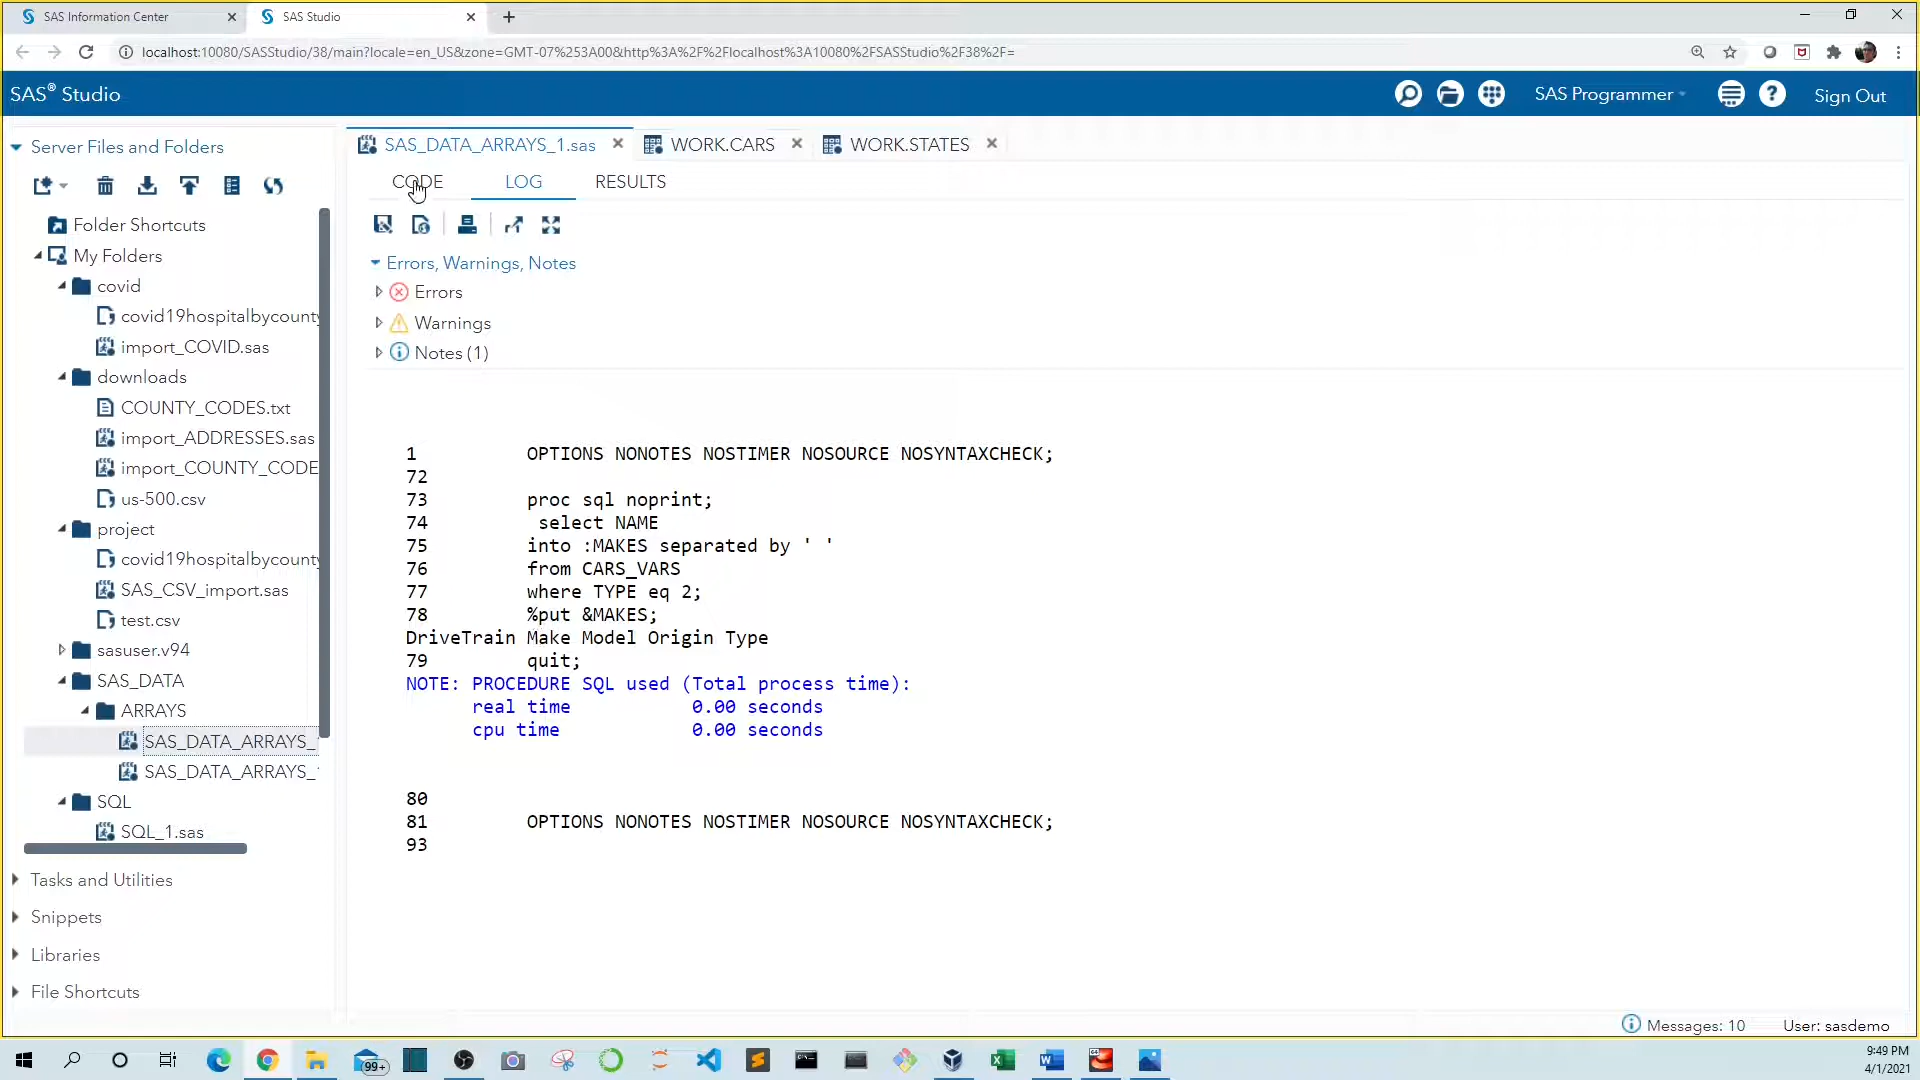 SAS Information Center
SAS Studio
localhost:10080/SASStudio/38/main?locale=en_US&zone=GMT-07%253A00&http%3A%2F%2Flocalhost%3A10080%2FSASStudio%2F38%2F=
SAS® Studio
SAS Programmer
Sign Out
Server Files and Folders
SAS_DATA_ARRAYS_1.sas
WORK.CARS
WORK.STATES
CODE
LOG
RESULTS
Folder Shortcuts
My Folders
covid
covid19hospitalbycounty
import_COVID.sas
downloads
COUNTY_CODES.txt
import_ADDRESSES.sas
import_COUNTY_CODE
us-500.csv
project
covid19hospitalbycounty
SAS_CSV_import.sas
test.csv
sasuser.v94
SAS_DATA
ARRAYS
SAS_DATA_ARRAYS_
SAS_DATA_ARRAYS_1
SQL
SQL_1.sas
Tasks and Utilities
Snippets
Libraries
File Shortcuts
Errors, Warnings, Notes
Errors
Warnings
Notes (1)
1 OPTIONS NONOTES NOSTIMER NOSOURCE NOSYNTAXCHECK;
72
73 proc sql noprint;
74 select NAME
75 into :MAKES separated by ' '
76 from CARS_VARS
77 where TYPE eq 2;
78 %put &MAKES;
DriveTrain Make Model Origin Type
79 quit;
NOTE: PROCEDURE SQL used (Total process time):
real time 0.00 seconds
cpu time 0.00 seconds
80
81 OPTIONS NONOTES NOSTIMER NOSOURCE NOSYNTAXCHECK;
93
Messages: 10
User: sasdemo
99+
9:49 PM
4/1/2021